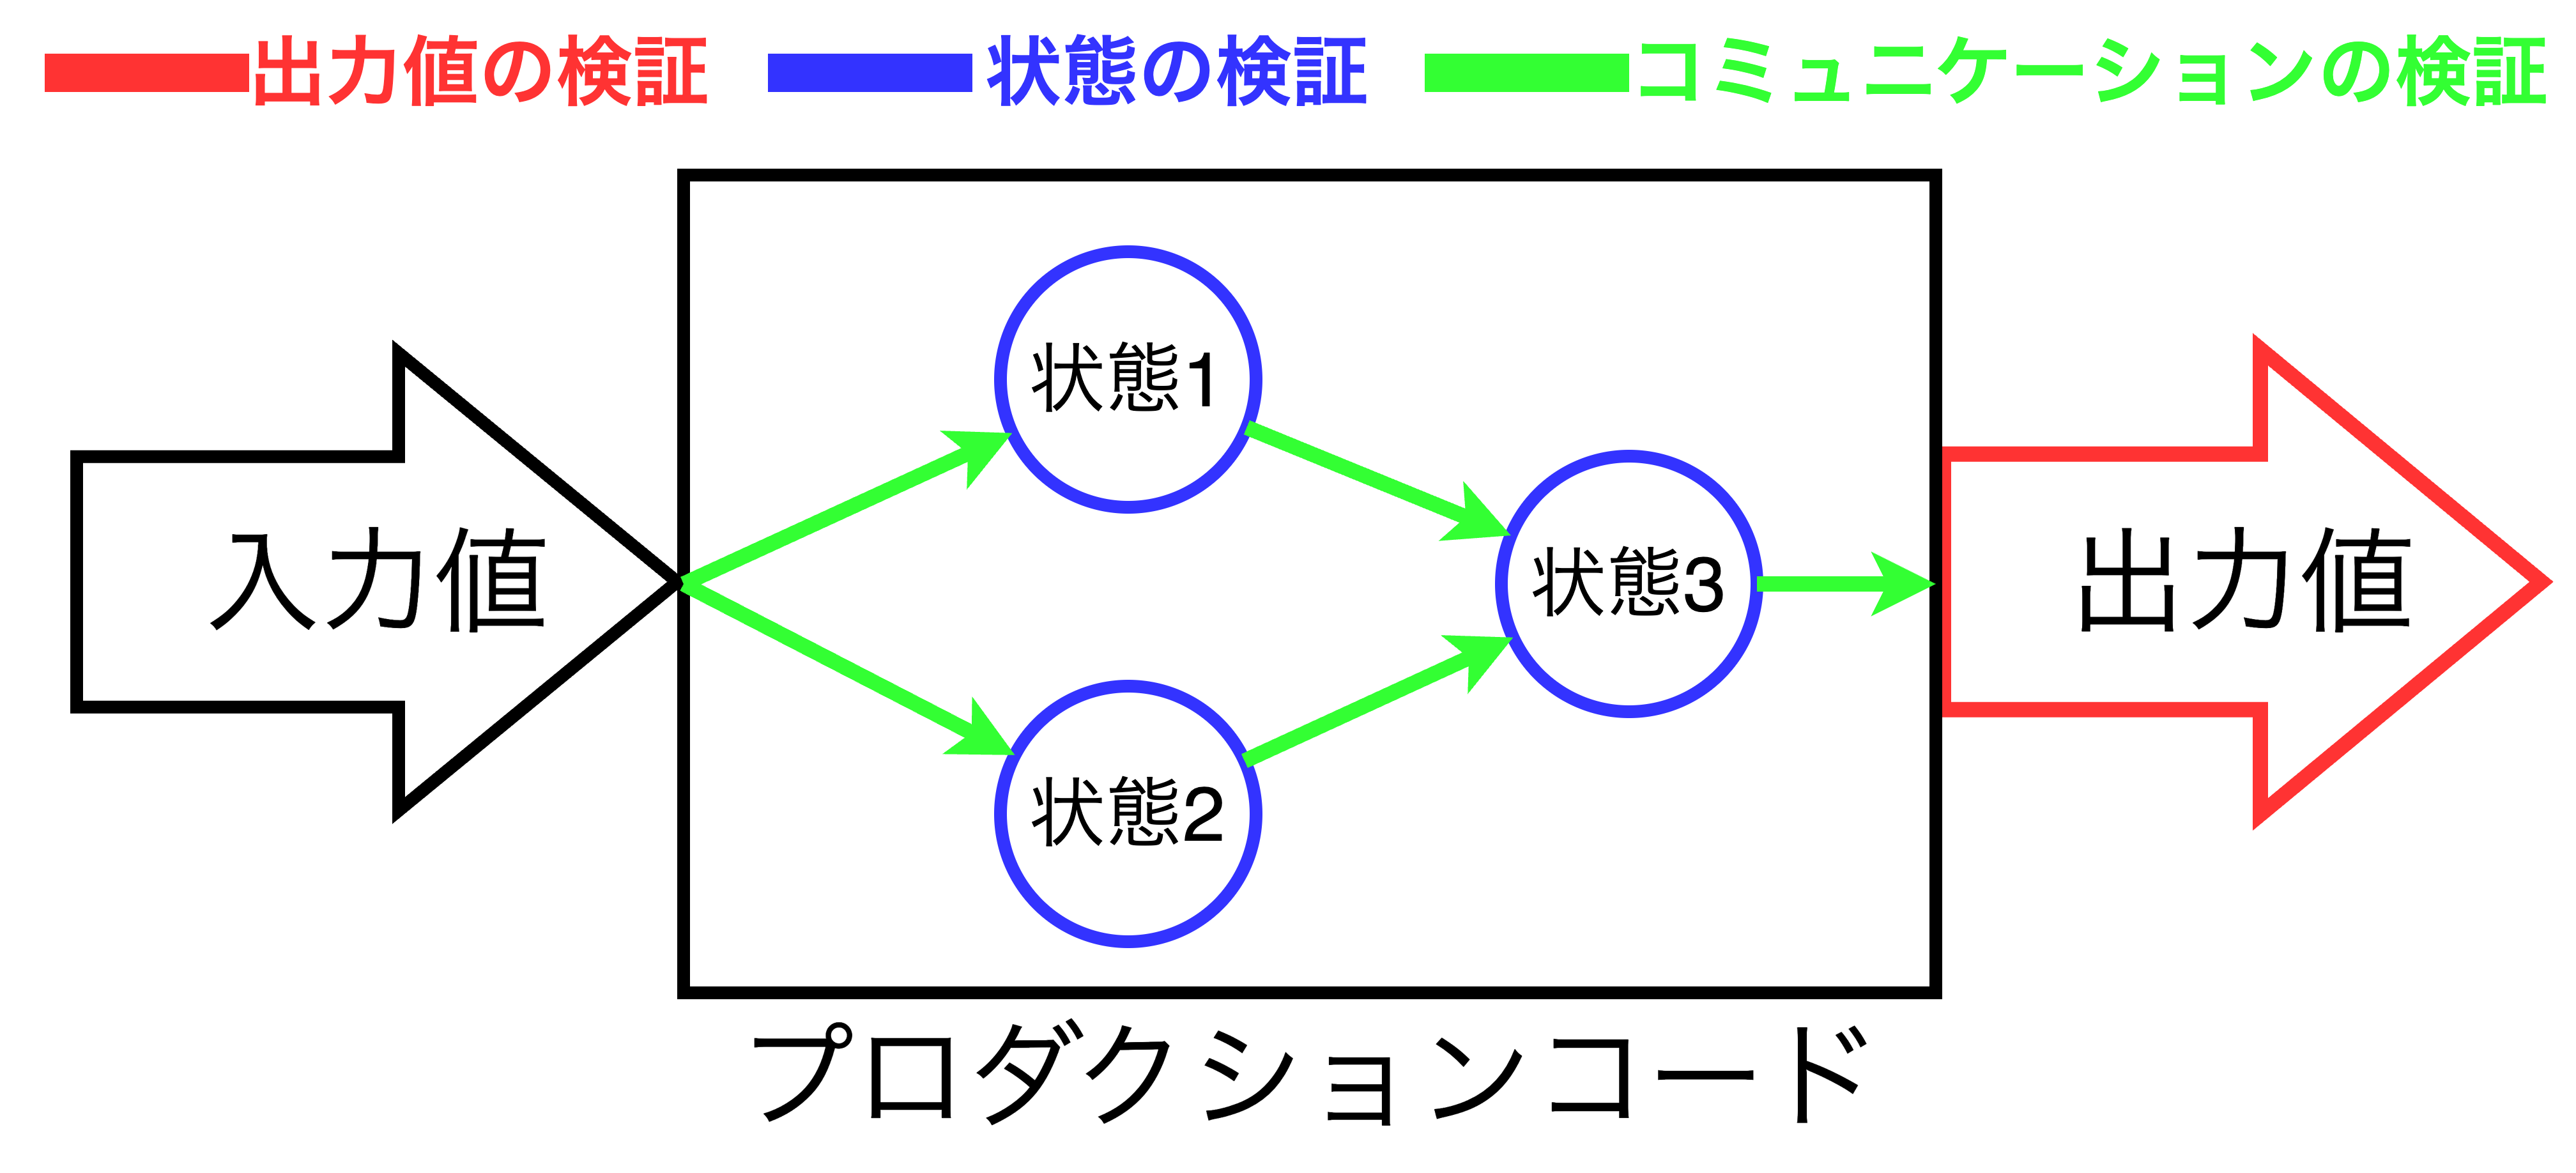 出力値の検証 状態の検証 コミュニケーションの検証
状態1
入力値
状態3
出力値
状態2
プロダクションコード